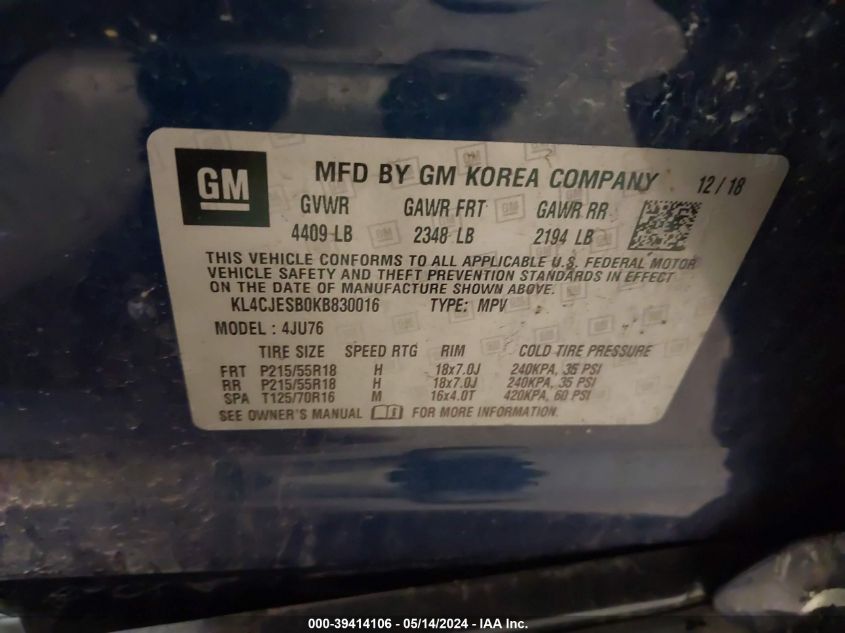 GM MFD BY GM KOREA COMPANY 12/18
GVWR GAWR FRT GAWR RR
4409 LB 2348 LB 2194 LB
THIS VEHICLE CONFORMS TO ALL APPLICABLE U.S. FEDERAL MOTOR
VEHICLE SAFETY AND THEFT PREVENTION STANDARDS IN EFFECT
ON THE DATE OF MANUFACTURE SHOWN ABOVE.
KL4CJESB0KB830016 TYPE: MPV
MODEL : 4JU76
TIRE SIZE SPEED RTG RIM COLD TIRE PRESSURE
FRT P215/55R18 H 18x7.0J 240KPA, 35 PSI
RR P215/55R18 H 18x7.0J 240KPA, 35 PSI
SPA T125/70R16 M 16x4.0T 420KPA, 60 PSI
SEE OWNER'S MANUAL FOR MORE INFORMATION.
000-39414106 - 05/14/2024 - IAA Inc.